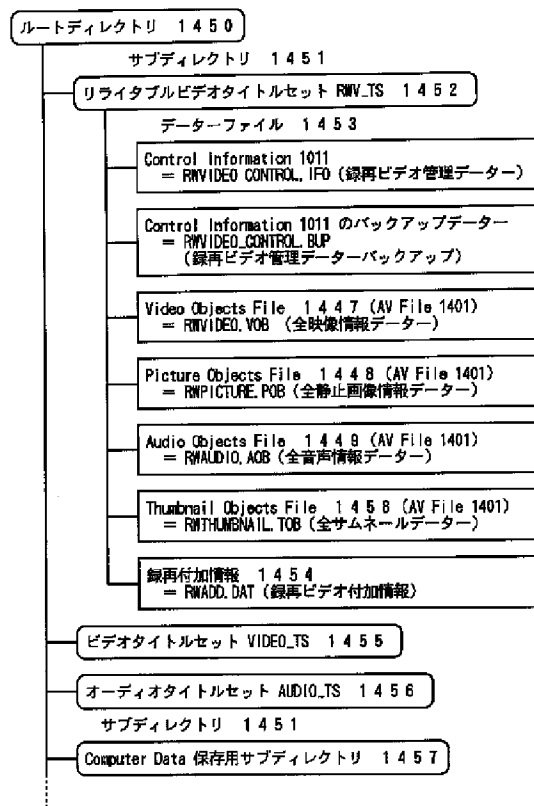 ルートディレクトリ 1450
サブディレクトリ 1451
リライタブルビデオタイトルセット RWV_TS 1452
データーファイル 1453
Control Information 1011
= RWVIDEO CONTROL.IFO (録再ビデオ管理データー)
Control Information 1011 のバックアップデーター
= RWVIDEO_CONTROL.BUP
(録再ビデオ管理データーバックアップ)
Video Objects File 1447 (AV File 1401)
= RWVIDEO.VOB (全映像情報データー)
Picture Objects File 1448 (AV File 1401)
= RWPICTURE.POB (全静止画像情報データー)
Audio Objects File 1449 (AV File 1401)
= RWAUDIO.AOB (全音声情報データー)
Thumbnail Objects File 1458 (AV File 1401)
= RWTHUMBNAIL.TOB (全サムネールデーター)
録再付加情報 1454
= RWADD.DAT (録再ビデオ付加情報)
ビデオタイトルセット VIDEO_TS 1455
オーディオタイトルセット AUDIO_TS 1456
サブディレクトリ 1451
Computer Data 保存用サブディレクトリ 1457